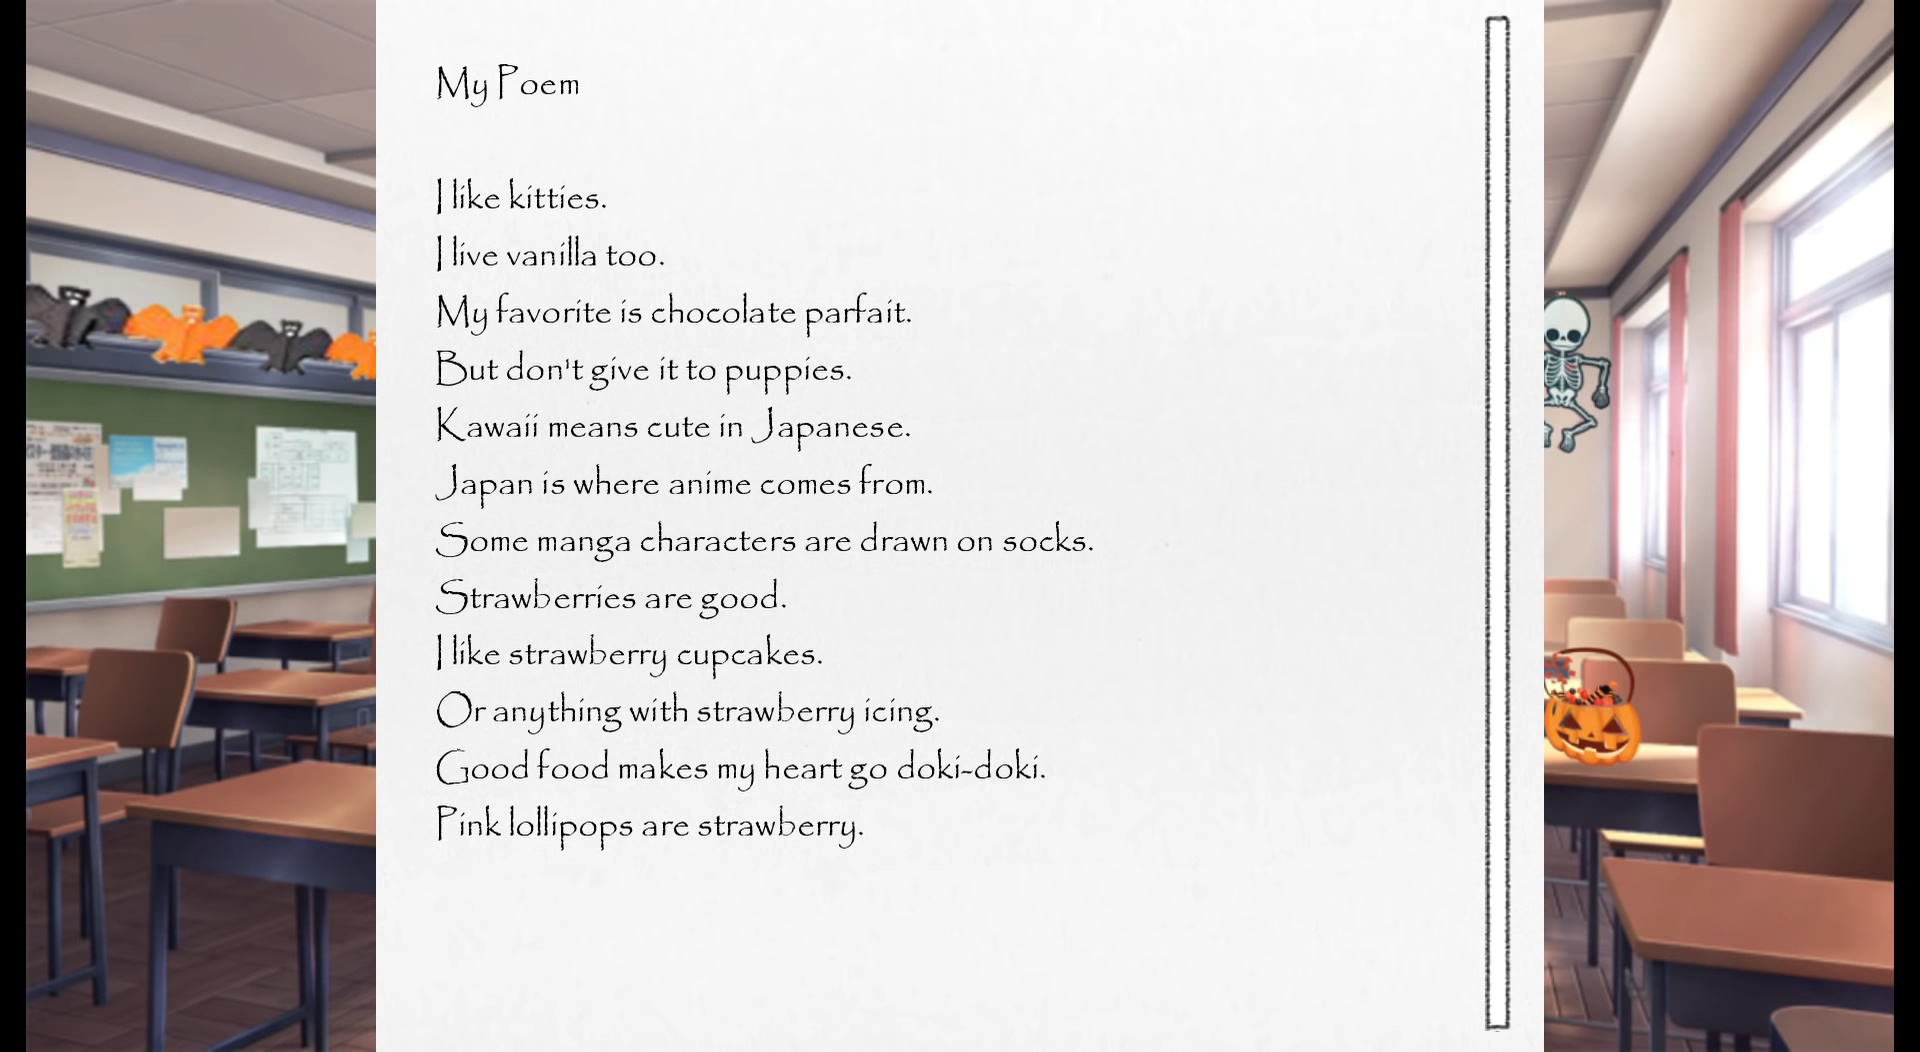 My Poem
I like kitties.
I live vanilla too.
My favorite is chocolate parfait.
But don't give it to puppies.
Kawaii means cute in Japanese.
Japan is where anime comes from.
Some manga characters are drawn on socks.
Strawberries are good.
I like strawberry cupcakes.
Or anything with strawberry icing.
Good food makes my heart go doki-doki.
Pink lollipops are strawberry.